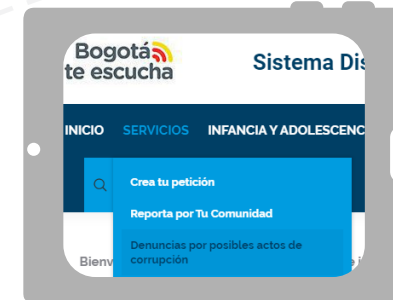 Bogotá
te escucha
Sistema Dis
INICIO SERVICIOS INFANCIA Y ADOLESCENC
Crea tu petición
Reporta por Tu Comunidad
Denuncias por posibles actos de
corrupción
Bienv